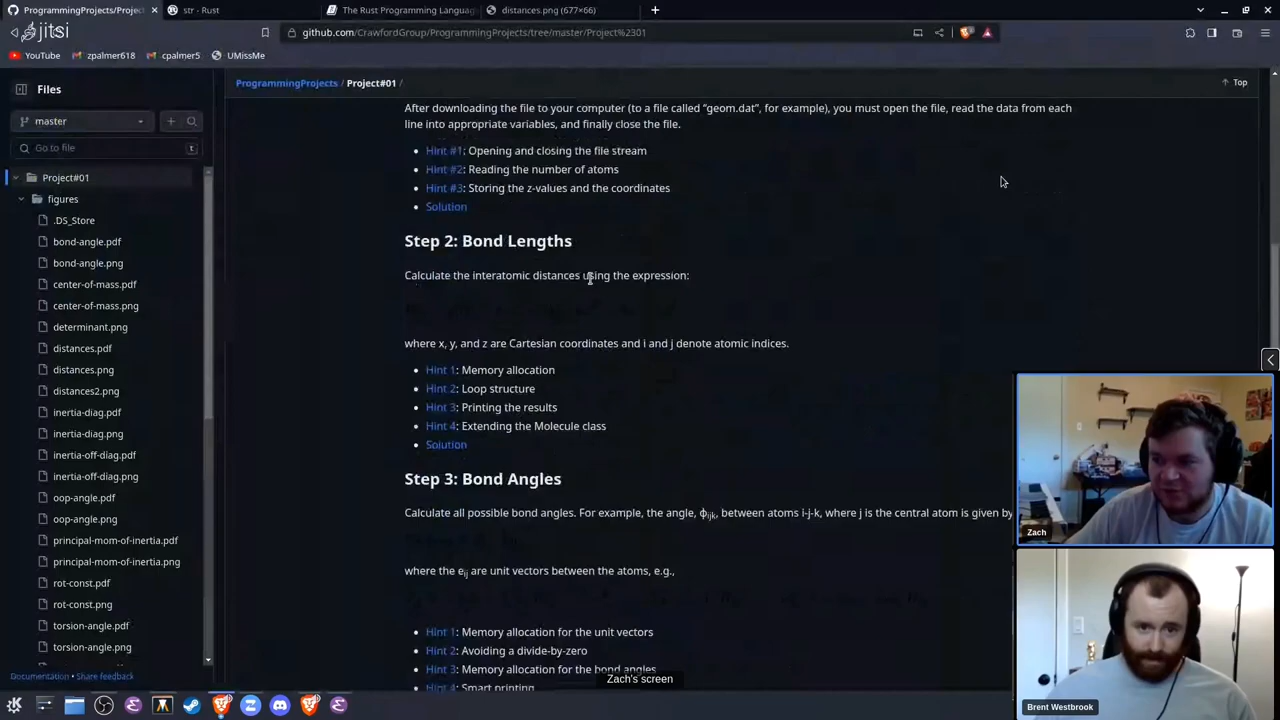 ProgrammingProjects/Project
str - Rust
The Rust Programming Languag
distances.png (677×66)
jitsi
github.com/CrawfordGroup/ProgrammingProjects/tree/master/Project%2301
YouTube
zpalmer618
cpalmer5
UMissMe
Files
ProgrammingProjects / Project#01 /
Top
master
Go to file
t
Project#01
figures
.DS_Store
bond-angle.pdf
bond-angle.png
center-of-mass.pdf
center-of-mass.png
determinant.png
distances.pdf
distances.png
distances2.png
inertia-diag.pdf
inertia-diag.png
inertia-off-diag.pdf
inertia-off-diag.png
oop-angle.pdf
oop-angle.png
principal-mom-of-inertia.pdf
principal-mom-of-inertia.png
rot-const.pdf
rot-const.png
torsion-angle.pdf
torsion-angle.png
Documentation • Share feedback
After downloading the file to your computer (to a file called “geom.dat”, for example), you must open the file, read the data from each
line into appropriate variables, and finally close the file.
• Hint #1: Opening and closing the file stream
• Hint #2: Reading the number of atoms
• Hint #3: Storing the z-values and the coordinates
• Solution
Step 2: Bond Lengths
Calculate the interatomic distances using the expression:
where x, y, and z are Cartesian coordinates and i and j denote atomic indices.
• Hint 1: Memory allocation
• Hint 2: Loop structure
• Hint 3: Printing the results
• Hint 4: Extending the Molecule class
• Solution
Step 3: Bond Angles
Calculate all possible bond angles. For example, the angle, ϕijk, between atoms i-j-k, where j is the central atom is given by
where the eij are unit vectors between the atoms, e.g.,
• Hint 1: Memory allocation for the unit vectors
• Hint 2: Avoiding a divide-by-zero
• Hint 3: Memory allocation for the bond angles
• Hint 4: Smart printing
Zach's screen
Zach
Brent Westbrook